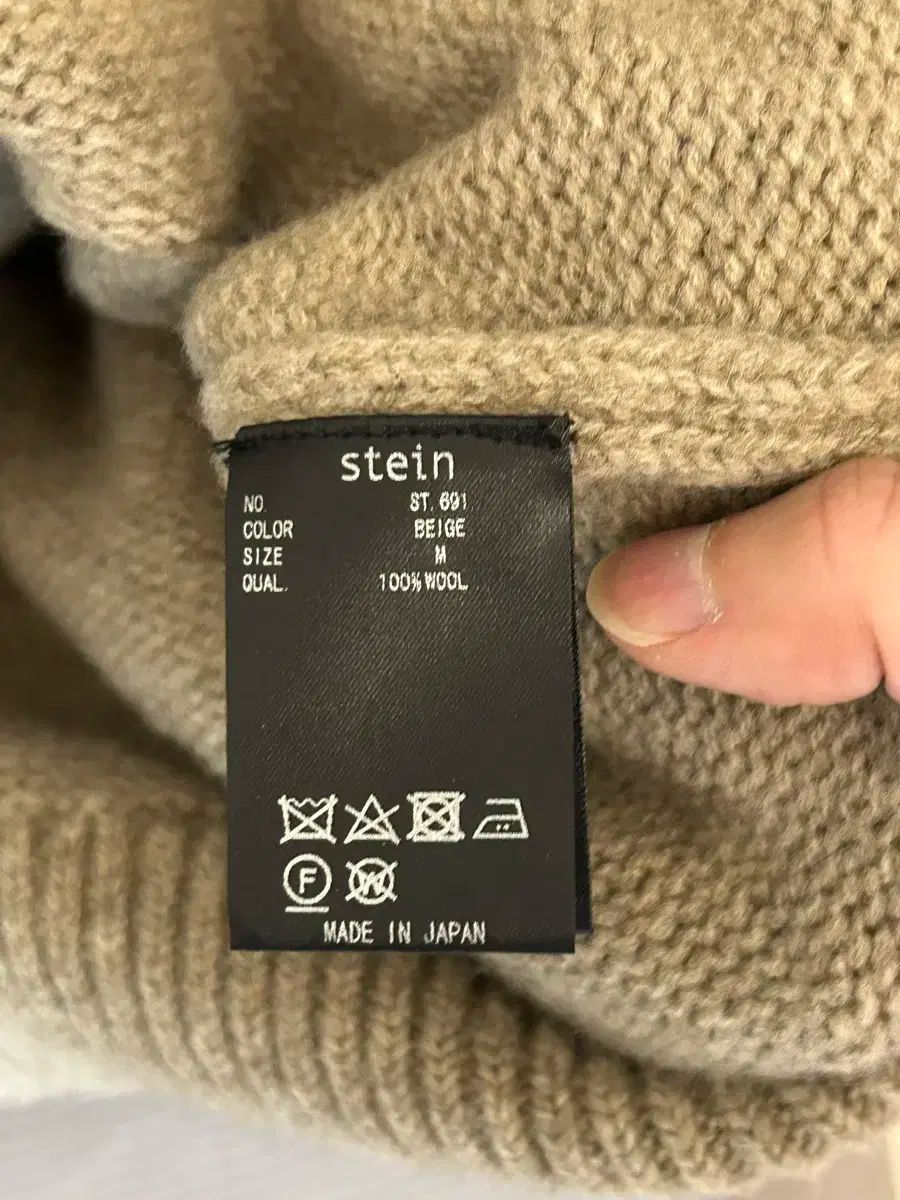 stein
NO. ST.691
COLOR BEIGE
SIZE M
QUAL. 100%WOOL
F W
MADE IN JAPAN